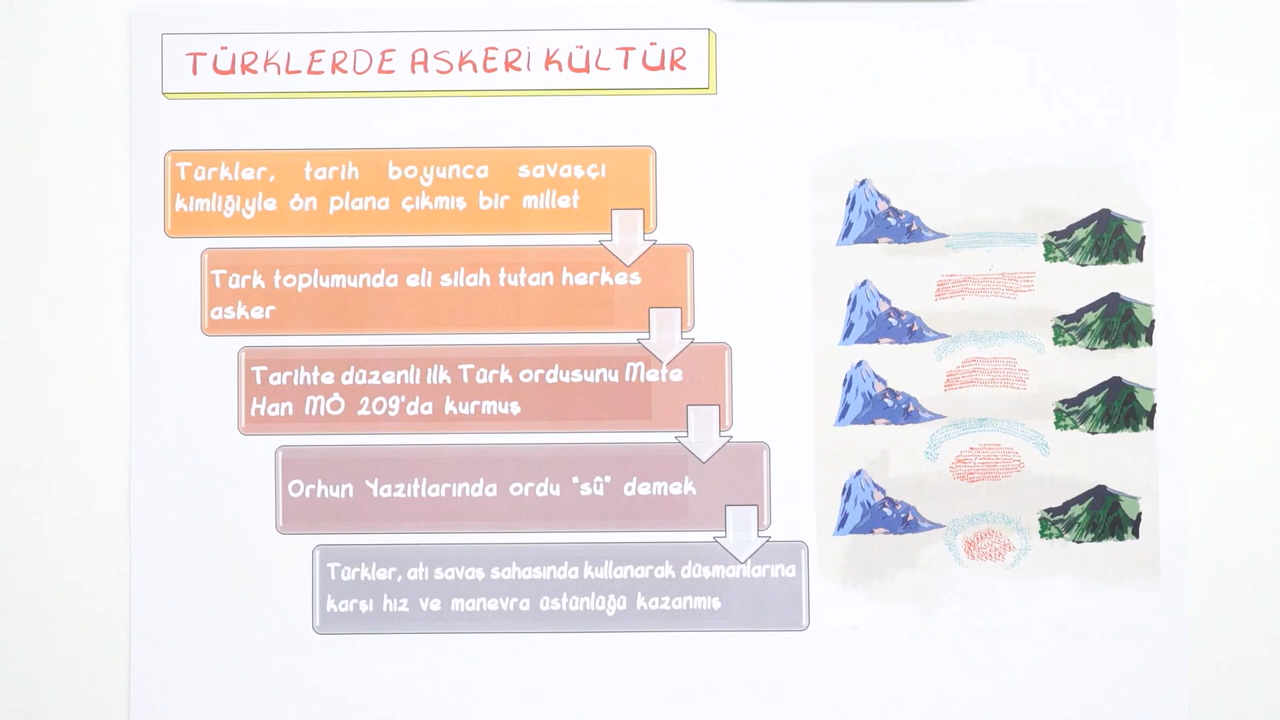 TÜRKLERDE ASKERİ KÜLTÜR
Türkler, tarih boyunca savaşçı
kimliğiyle ön plana çıkmış bir millet
Türk toplumunda eli silah tutan herkes
asker
Tarihte düzenli ilk Türk ordusunu Mete
Han MÖ 209'da kurmuş
Orhun Yazıtlarında ordu "sü" demek
Türkler, atı savaş sahasında kullanarak düşmanlarına
karşı hız ve manevra üstünlüğü kazanmış